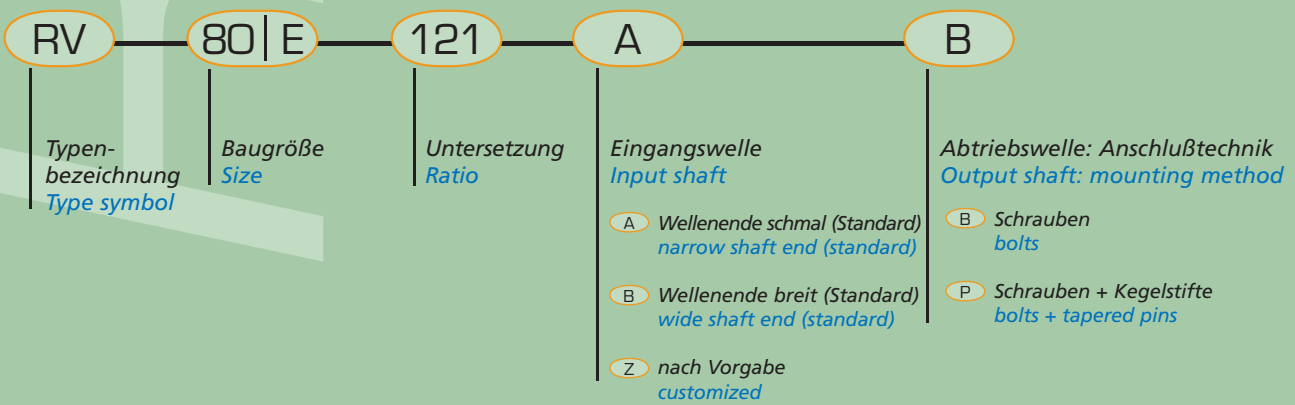 RV 80 E 121 A B
Typen-
bezeichnung
Type symbol
Baugröße
Size
Untersetzung
Ratio
Eingangswelle
Input shaft
A Wellenende schmal (Standard)
narrow shaft end (standard)
B Wellenende breit (Standard)
wide shaft end (standard)
Z nach Vorgabe
customized
Abtriebswelle: Anschlußtechnik
Output shaft: mounting method
B Schrauben
bolts
P Schrauben + Kegelstifte
bolts + tapered pins